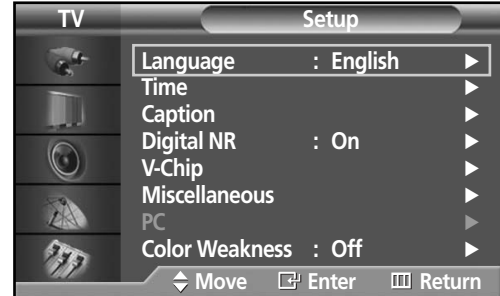 TV Setup
Language : English
Time
Caption
Digital NR : On
V-Chip
Miscellaneous
PC
Color Weakness : Off
Move Enter Return